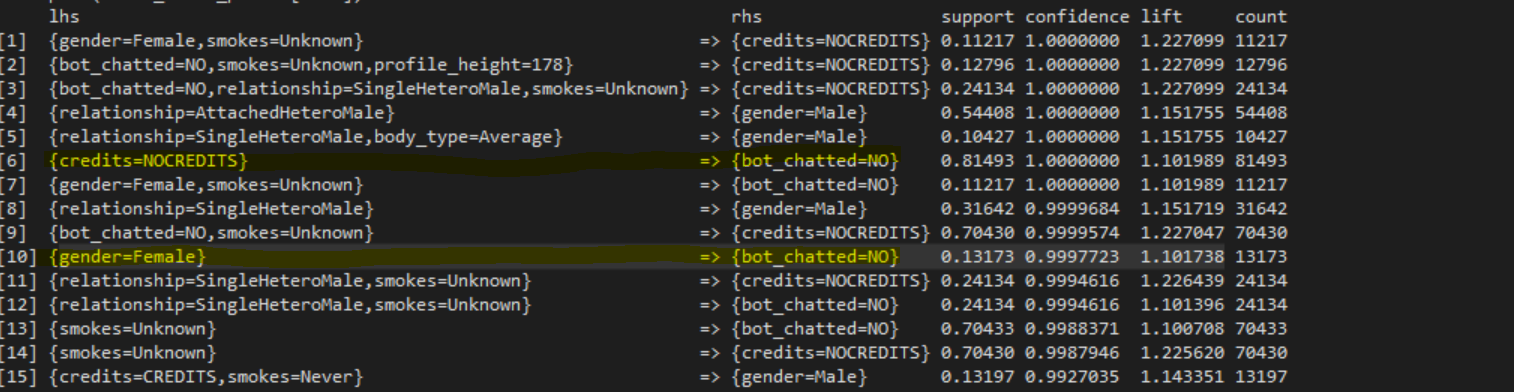 lhs rhs support confidence lift count
[1] {gender=Female,smokes=Unknown} => {credits=NOCREDITS} 0.11217 1.0000000 1.227099 11217
[2] {bot_chatted=NO,smokes=Unknown,profile_height=178} => {credits=NOCREDITS} 0.12796 1.0000000 1.227099 12796
[3] {bot_chatted=NO,relationship=SingleHeteroMale,smokes=Unknown} => {credits=NOCREDITS} 0.24134 1.0000000 1.227099 24134
[4] {relationship=AttachedHeteroMale} => {gender=Male} 0.54408 1.0000000 1.151755 54408
[5] {relationship=SingleHeteroMale,body_type=Average} => {gender=Male} 0.10427 1.0000000 1.151755 10427
[6] {credits=NOCREDITS} => {bot_chatted=NO} 0.81493 1.0000000 1.101989 81493
[7] {gender=Female,smokes=Unknown} => {bot_chatted=NO} 0.11217 1.0000000 1.101989 11217
[8] {relationship=SingleHeteroMale} => {gender=Male} 0.31642 0.9999684 1.151719 31642
[9] {bot_chatted=NO,smokes=Unknown} => {credits=NOCREDITS} 0.70430 0.9999574 1.227047 70430
[10] {gender=Female} => {bot_chatted=NO} 0.13173 0.9997723 1.101738 13173
[11] {relationship=SingleHeteroMale,smokes=Unknown} => {credits=NOCREDITS} 0.24134 0.9994616 1.226439 24134
[12] {relationship=SingleHeteroMale,smokes=Unknown} => {bot_chatted=NO} 0.24134 0.9994616 1.101396 24134
[13] {smokes=Unknown} => {bot_chatted=NO} 0.70433 0.9988371 1.100708 70433
[14] {smokes=Unknown} => {credits=NOCREDITS} 0.70430 0.9987946 1.225620 70430
[15] {credits=CREDITS,smokes=Never} => {gender=Male} 0.13197 0.9927035 1.143351 13197